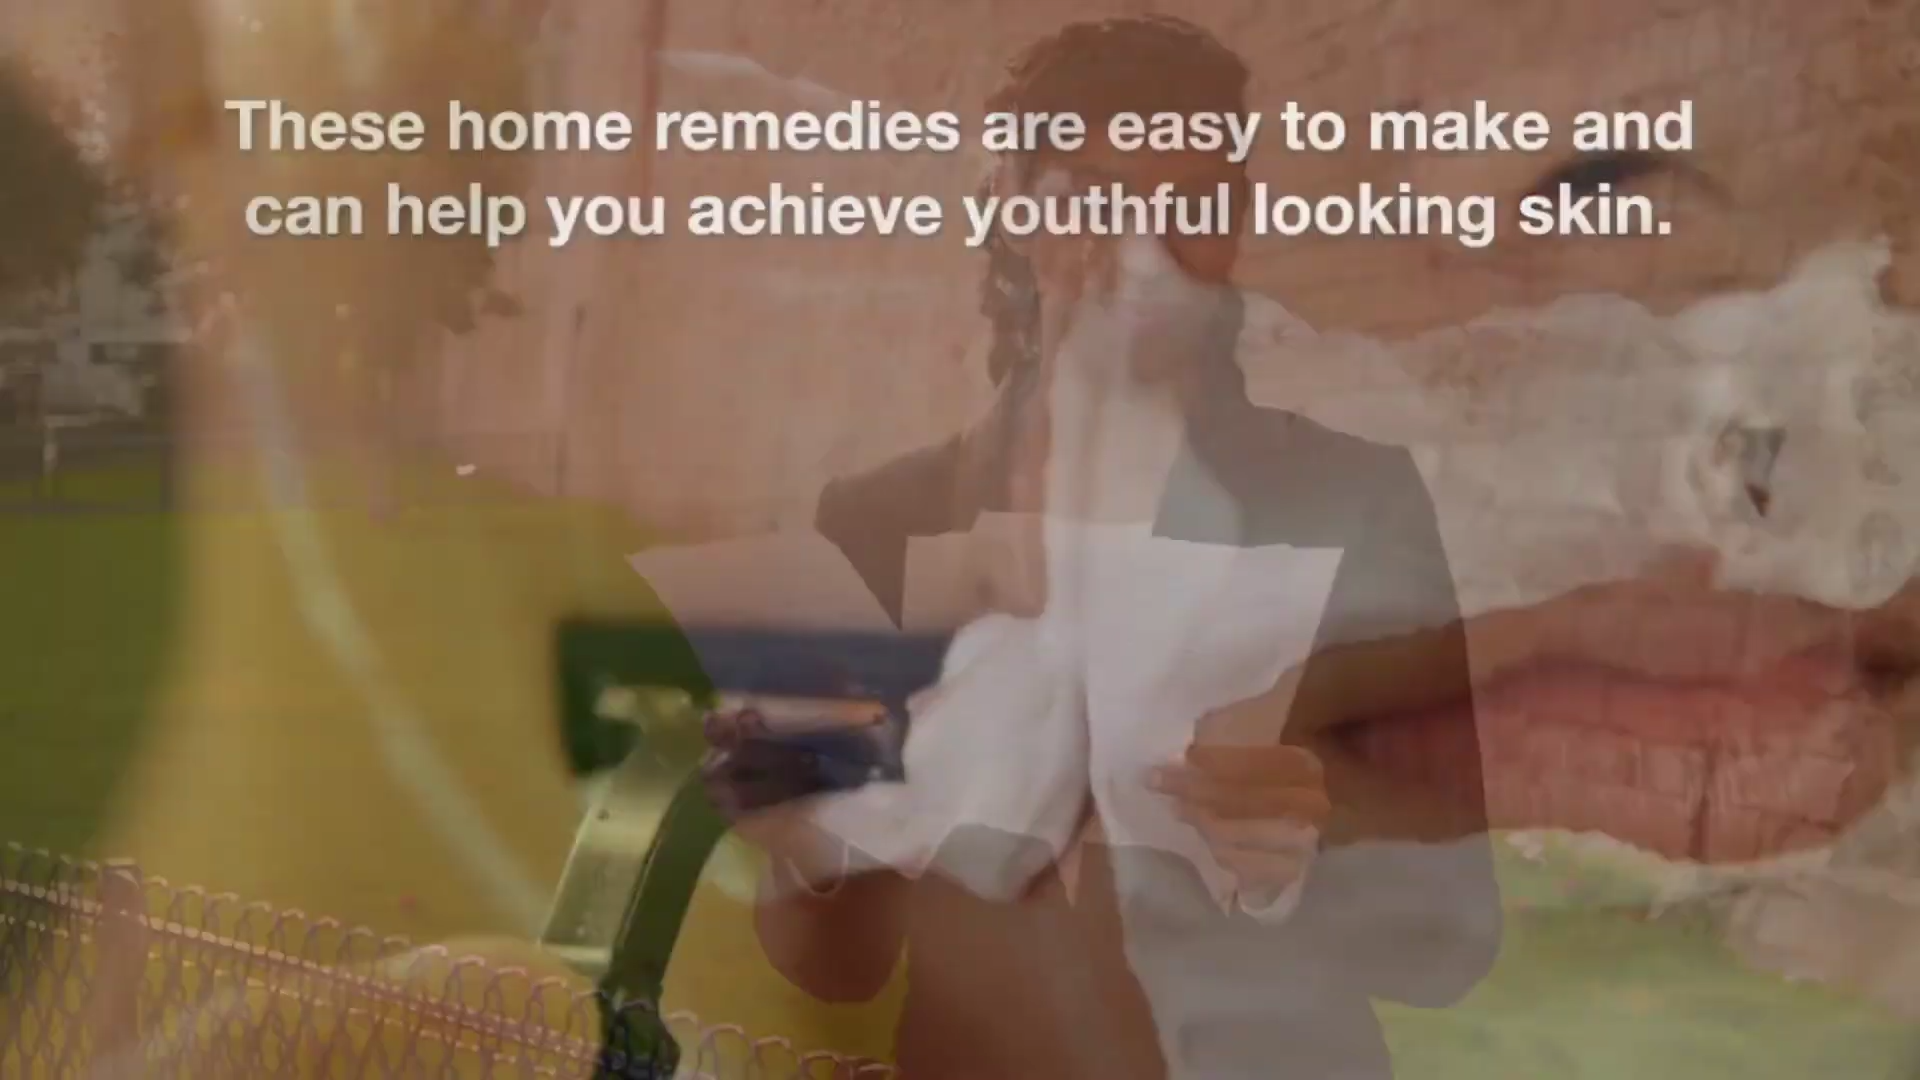 These home remedies are easy to make and
can help you achieve youthful looking skin.